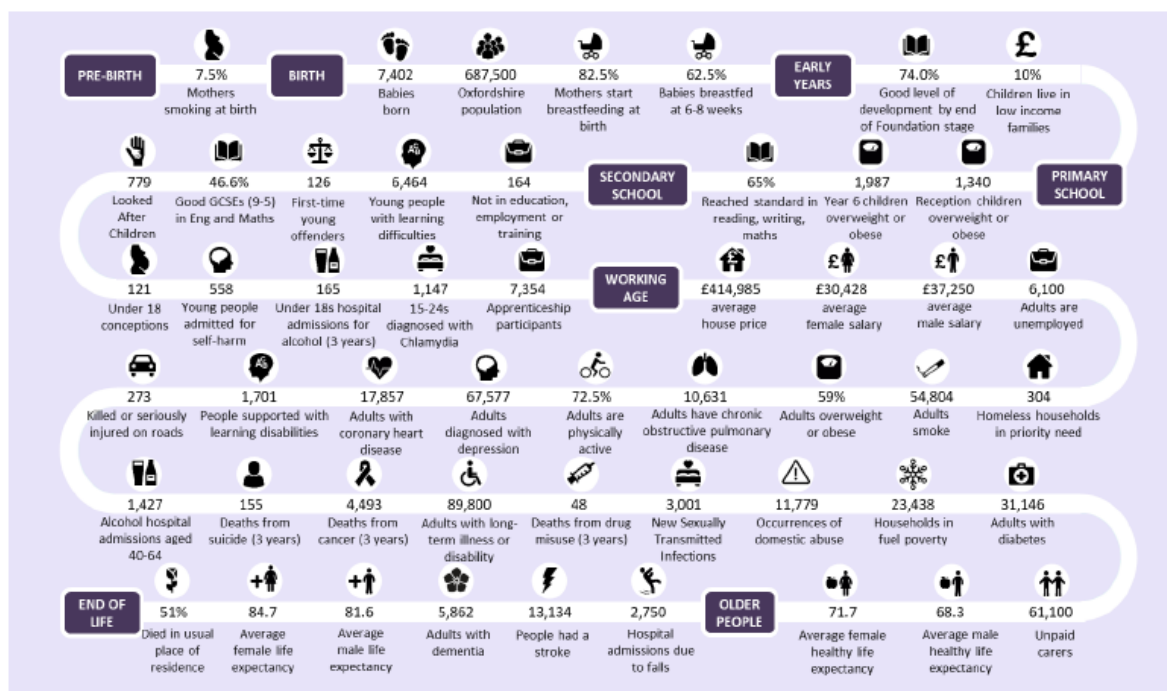 PRE-BIRTH
7.5%
Mothers
smoking at birth
BIRTH
7,402
Babies
born
687,500
Oxfordshire
population
82.5%
Mothers start
breastfeeding at
birth
62.5%
Babies breastfed
at 6-8 weeks
EARLY
YEARS
74.0%
Good level of
development by end
of Foundation stage
£
10%
Children live in
low income
families
PRIMARY
SCHOOL
1,340
Reception children
overweight or
obese
1,987
Year 6 children
overweight or
obese
65%
Reached standard in
reading, writing,
maths
SECONDARY
SCHOOL
164
Not in education,
employment or
training
6,464
Young people
with learning
difficulties
126
First-time
young
offenders
46.6%
Good GCSEs (9-5)
in Eng and Maths
779
Looked
After
Children
121
Under 18
conceptions
558
Young people
admitted for
self-harm
165
Under 18s hospital
admissions for
alcohol (3 years)
1,147
15-24s
diagnosed with
Chlamydia
7,354
Apprenticeship
participants
WORKING
AGE
£
£414,985
average
house price
£
£30,428
average
female salary
£
£37,250
average
male salary
6,100
Adults are
unemployed
304
Homeless households
in priority need
54,804
Adults
smoke
59%
Adults overweight
or obese
10,631
Adults have chronic
obstructive pulmonary
disease
72.5%
Adults are
physically
active
67,577
Adults
diagnosed with
depression
17,857
Adults with
coronary heart
disease
1,701
People supported with
learning disabilities
273
Killed or seriously
injured on roads
1,427
Alcohol hospital
admissions aged
40-64
155
Deaths from
suicide (3 years)
4,493
Deaths from
cancer (3 years)
89,800
Adults with long-
term illness or
disability
48
Deaths from drug
misuse (3 years)
3,001
New Sexually
Transmitted
Infections
11,779
Occurrences of
domestic abuse
23,438
Households in
fuel poverty
31,146
Adults with
diabetes
61,100
Unpaid
carers
68.3
Average male
healthy life
expectancy
71.7
Average female
healthy life
expectancy
OLDER
PEOPLE
2,750
Hospital
admissions due
to falls
13,134
People had a
stroke
5,862
Adults with
dementia
81.6
Average
male life
expectancy
84.7
Average
female life
expectancy
51%
Died in usual
place of
residence
END OF
LIFE